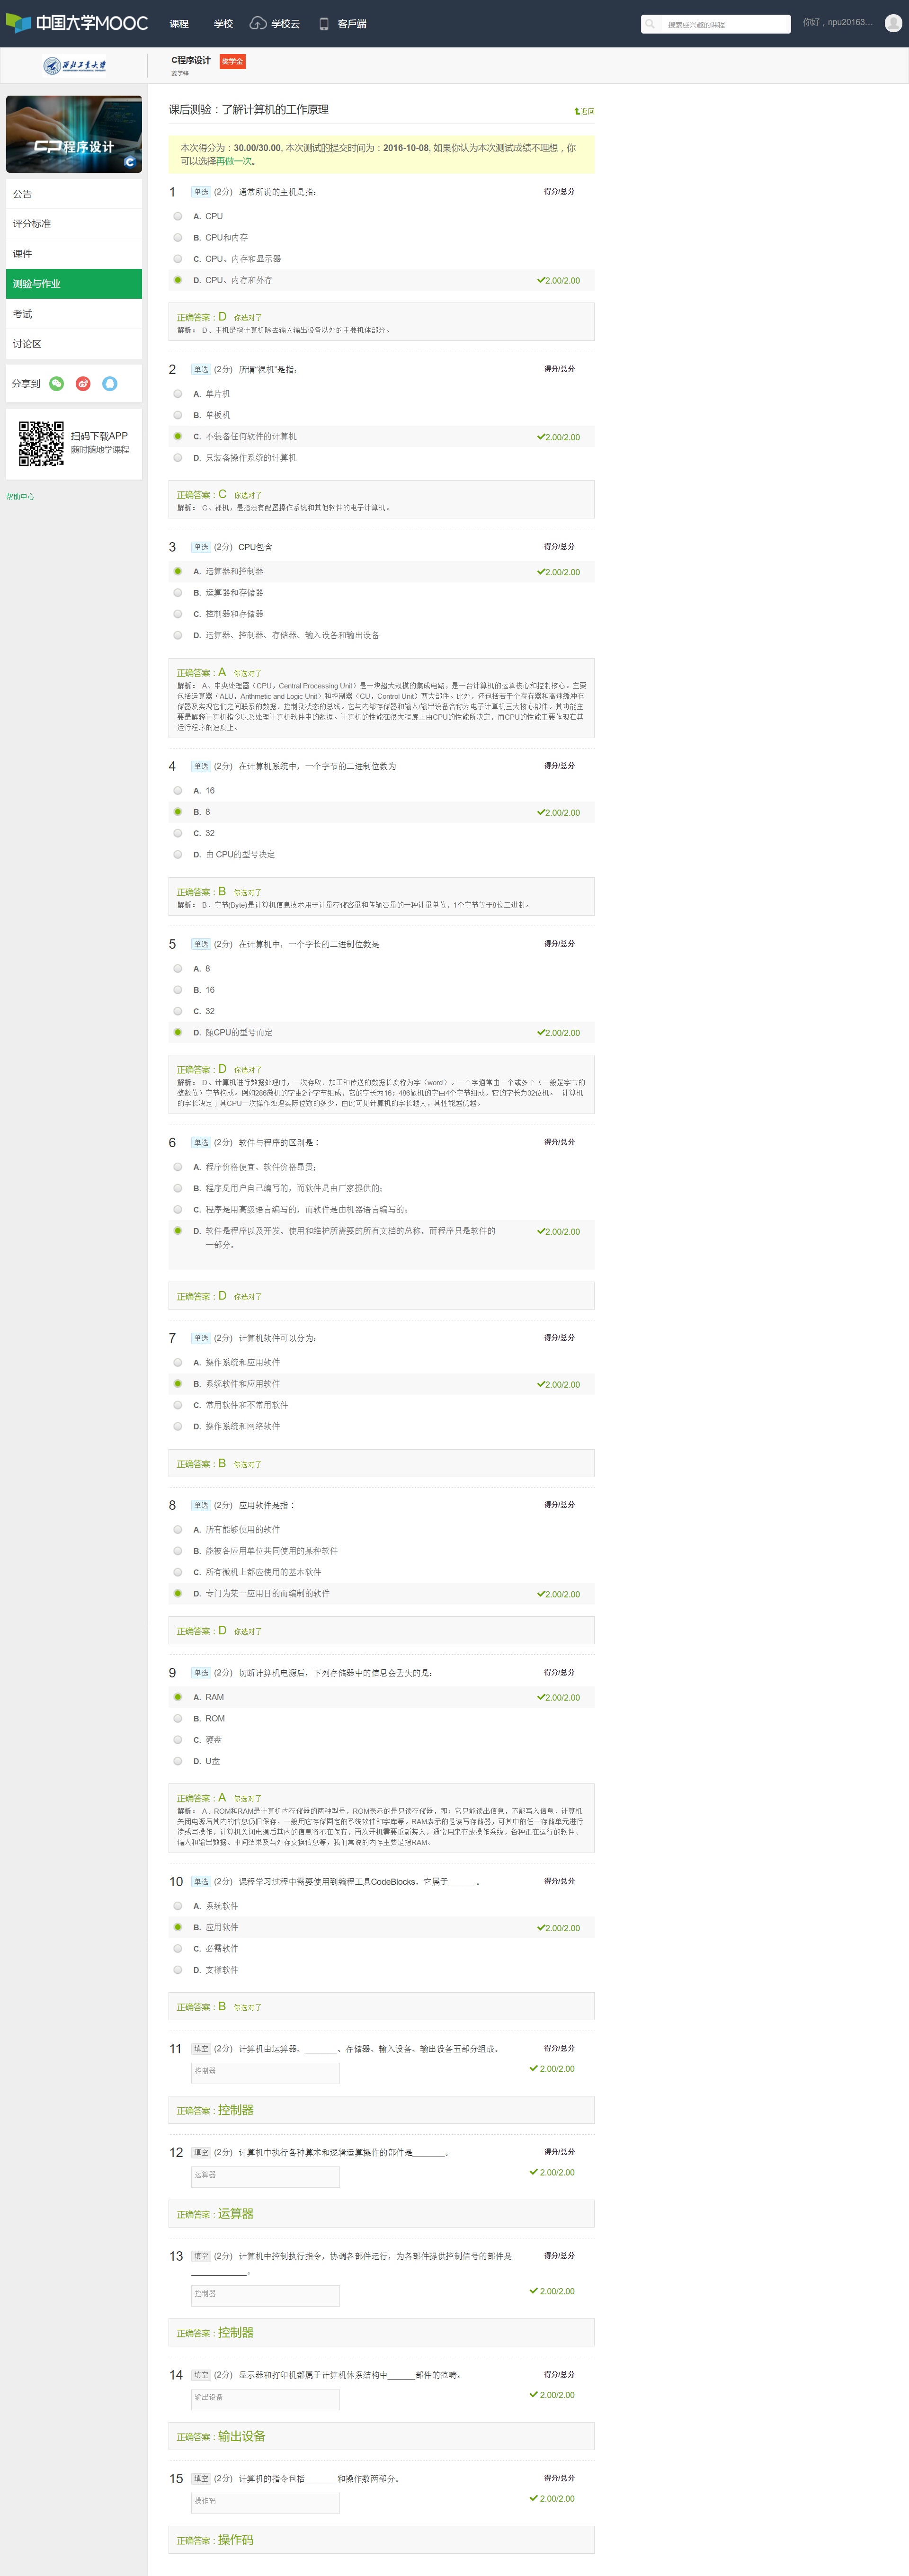 中国大学MOOC
课程
学校
学校云
客户端
搜索感兴趣的课程
你好，npu20163...
西北工业大学
C程序设计
奖学金
C程序设计
公告
评分标准
课件
测验与作业
考试
讨论区
分享到
扫码下载APP
随时随地学课程
帮助中心
课后测验：了解计算机的工作原理
返回
本次得分为：30.00/30.00, 本次测试的提交时间为：2016-10-08, 如果你认为本次测试成绩不理想，你
可以选择再做一次。
1 单选 (2分) 通常所说的主机是指: 得分/总分
A. CPU
B. CPU和内存
C. CPU、内存和显示器
D. CPU、内存和外存 2.00/2.00
正确答案：D 你选对了
解析： D、主机是指计算机除去输入输出设备以外的主要机体部分。
2 单选 (2分) 所谓“裸机”是指: 得分/总分
A. 单片机
B. 单板机
C. 不装备任何软件的计算机 2.00/2.00
D. 只装备操作系统的计算机
正确答案：C 你选对了
解析： C、裸机，是指没有配置操作系统和其他软件的电子计算机。
3 单选 (2分) CPU包含 得分/总分
A. 运算器和控制器 2.00/2.00
B. 运算器和存储器
C. 控制器和存储器
D. 运算器、控制器、存储器、输入设备和输出设备
正确答案：A 你选对了
解析： A、中央处理器（CPU，Central Processing Unit）是一块超大规模的集成电路，是一台计算机的运算核心和控制核心。主要
包括运算器（ALU，Arithmetic and Logic Unit）和控制器（CU，Control Unit）两大部件。此外，还包括若干个寄存器和高速缓冲存
储器及实现它们之间联系的数据、控制及状态的总线。它与内部存储器和输入/输出设备合称为电子计算机三大核心部件。其功能主
要是解释计算机指令以及处理计算机软件中的数据。计算机的性能在很大程度上由CPU的性能所决定，而CPU的性能主要体现在其
运行程序的速度上。
4 单选 (2分) 在计算机系统中，一个字节的二进制位数为 得分/总分
A. 16
B. 8 2.00/2.00
C. 32
D. 由 CPU的型号决定
正确答案：B 你选对了
解析： B、字节(Byte)是计算机信息技术用于计量存储容量和传输容量的一种计量单位，1个字节等于8位二进制。
5 单选 (2分) 在计算机中，一个字长的二进制位数是 得分/总分
A. 8
B. 16
C. 32
D. 随CPU的型号而定 2.00/2.00
正确答案：D 你选对了
解析： D、计算机进行数据处理时，一次存取、加工和传送的数据长度称为字（word）。一个字通常由一个或多个（一般是字节的
整数位）字节构成。例如286微机的字由2个字节组成，它的字长为16；486微机的字由4个字节组成，它的字长为32位机。 计算机
的字长决定了其CPU一次操作处理实际位数的多少，由此可见计算机的字长越大，其性能越优越。
6 单选 (2分) 软件与程序的区别是： 得分/总分
A. 程序价格便宜、软件价格昂贵;
B. 程序是用户自己编写的，而软件是由厂家提供的;
C. 程序是用高级语言编写的，而软件是由机器语言编写的;
D. 软件是程序以及开发、使用和维护所需要的所有文档的总称，而程序只是软件的 2.00/2.00
一部分。
正确答案：D 你选对了
7 单选 (2分) 计算机软件可以分为: 得分/总分
A. 操作系统和应用软件
B. 系统软件和应用软件 2.00/2.00
C. 常用软件和不常用软件
D. 操作系统和网络软件
正确答案：B 你选对了
8 单选 (2分) 应用软件是指： 得分/总分
A. 所有能够使用的软件
B. 能被各应用单位共同使用的某种软件
C. 所有微机上都应使用的基本软件
D. 专门为某一应用目的而编制的软件 2.00/2.00
正确答案：D 你选对了
9 单选 (2分) 切断计算机电源后，下列存储器中的信息会丢失的是: 得分/总分
A. RAM 2.00/2.00
B. ROM
C. 硬盘
D. U盘
正确答案：A 你选对了
解析： A、ROM和RAM是计算机内存储器的两种型号，ROM表示的是只读存储器，即：它只能读出信息，不能写入信息，计算机
关闭电源后其内的信息仍旧保存，一般用它存储固定的系统软件和字库等。RAM表示的是读写存储器，可其中的任一存储单元进行
读或写操作，计算机关闭电源后其内的信息将不在保存，再次开机需要重新装入，通常用来存放操作系统，各种正在运行的软件、
输入和输出数据、中间结果及与外存交换信息等，我们常说的内存主要是指RAM。
10 单选 (2分) 课程学习过程中需要使用到编程工具CodeBlocks，它属于______。 得分/总分
A. 系统软件
B. 应用软件 2.00/2.00
C. 必需软件
D. 支撑软件
正确答案：B 你选对了
11 填空 (2分) 计算机由运算器、_______、存储器、输入设备、输出设备五部分组成。 得分/总分
控制器 2.00/2.00
正确答案：控制器
12 填空 (2分) 计算机中执行各种算术和逻辑运算操作的部件是_______。 得分/总分
运算器 2.00/2.00
正确答案：运算器
13 填空 (2分) 计算机中控制执行指令，协调各部件运行，为各部件提供控制信号的部件是 得分/总分
____________。
控制器 2.00/2.00
正确答案：控制器
14 填空 (2分) 显示器和打印机都属于计算机体系结构中______部件的范畴。 得分/总分
输出设备 2.00/2.00
正确答案：输出设备
15 填空 (2分) 计算机的指令包括_______和操作数两部分。 得分/总分
操作码 2.00/2.00
正确答案：操作码